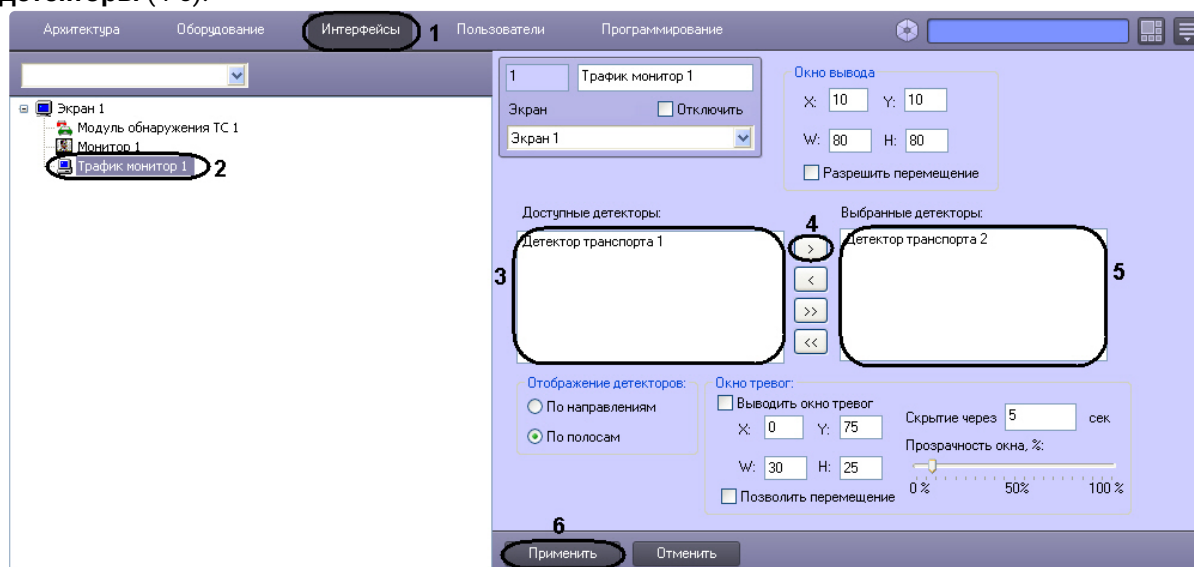 детекторы (4-5).
Архитектура Оборудование Интерфейсы 1 Пользователи Программирование
1 Трафик монитор 1
Экран Отключить
Экран 1
Окно вывода
X: 10 Y: 10
W: 80 H: 80
Разрешить перемещение
Экран 1
Модуль обнаружения ТС 1
Монитор 1
Трафик монитор 1 2
Доступные детекторы: 4 Выбранные детекторы:
Детектор транспорта 1 > Детектор транспорта 2
3 < 5
>>
<<
Отображение детекторов:
По направлениям
По полосам
Окно тревог:
Выводить окно тревог
X: 0 Y: 75
W: 30 H: 25
Позволить перемещение
Скрытие через 5 сек
Прозрачность окна, %:
0 % 50% 100 %
6
Применить Отменить